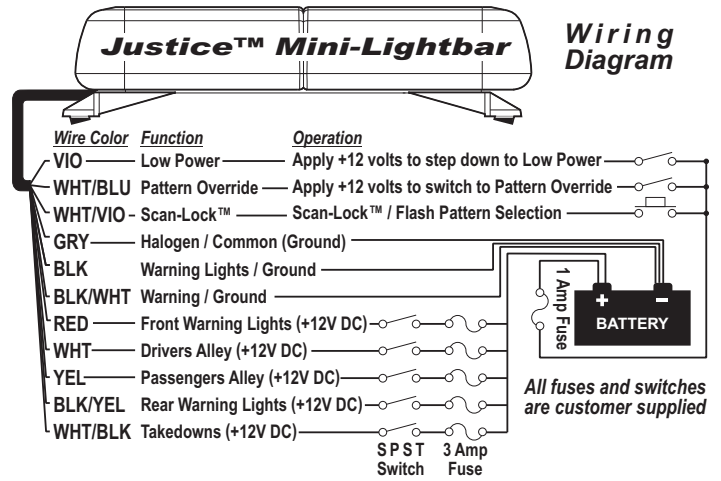 Justice™ Mini-Lightbar
Wiring
Diagram
Wire Color Function Operation
VIO Low Power Apply +12 volts to step down to Low Power
WHT/BLU Pattern Override Apply +12 volts to switch to Pattern Override
WHT/VIO Scan-Lock™ Scan-Lock™ / Flash Pattern Selection
GRY Halogen / Common (Ground)
BLK Warning Lights / Ground
BLK/WHT Warning / Ground
RED Front Warning Lights (+12V DC)
WHT Drivers Alley (+12V DC)
YEL Passengers Alley (+12V DC)
BLK/YEL Rear Warning Lights (+12V DC)
WHT/BLK Takedowns (+12V DC)
SPST
Switch
3 Amp
Fuse
1 Amp Fuse
+ –
BATTERY
All fuses and switches
are customer supplied